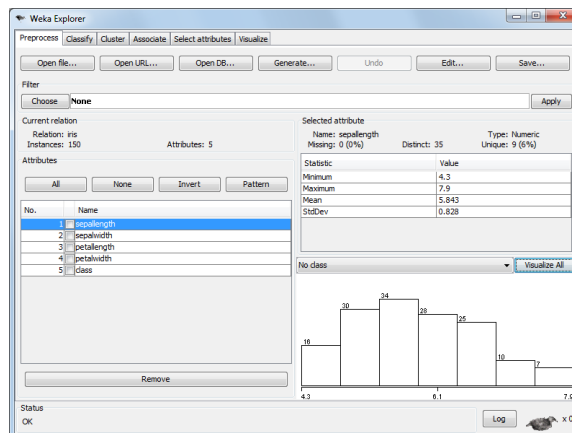 Weka Explorer
Preprocess Classify Cluster Associate Select attributes Visualize
Open file... Open URL... Open DB... Generate... Undo Edit... Save...
Filter
Choose None Apply
Current relation
Relation: iris
Instances: 150 Attributes: 5
Attributes
All None Invert Pattern
No. Name
1 sepallength
2 sepalwidth
3 petallength
4 petalwidth
5 class
Remove
Selected attribute
Name: sepallength Type: Numeric
Missing: 0 (0%) Distinct: 35 Unique: 9 (6%)
Statistic Value
Minimum 4.3
Maximum 7.9
Mean 5.843
StdDev 0.828
No class Visualize All
16 30 34 28 25 10 7
4.3 6.1 7.9
Status
OK
Log x 0